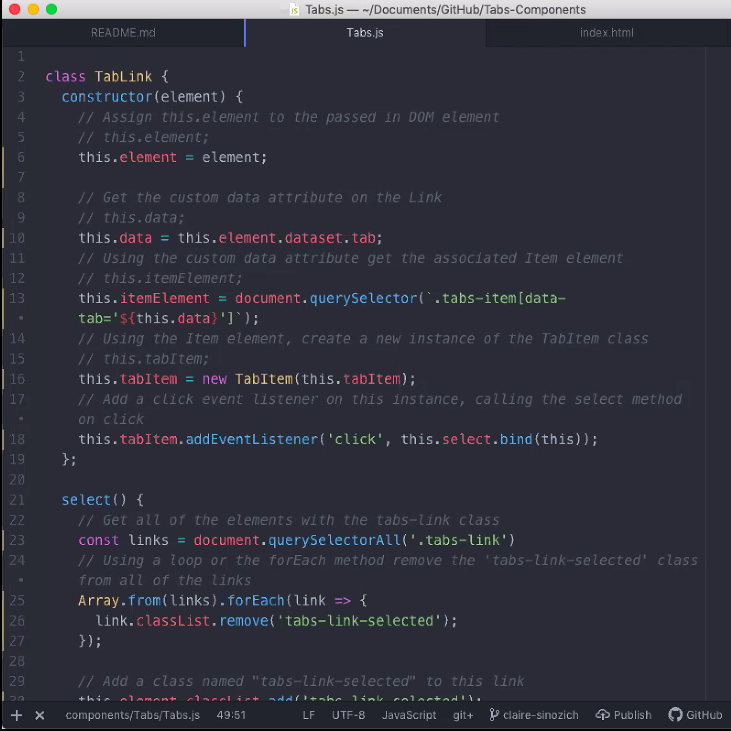 Tabs.js — ~/Documents/GitHub/Tabs-Components
README.md Tabs.js index.html
1
2 class TabLink {
3 constructor(element) {
4 // Assign this.element to the passed in DOM element
5 // this.element;
6 this.element = element;
7
8 // Get the custom data attribute on the Link
9 // this.data;
10 this.data = this.element.dataset.tab;
11 // Using the custom data attribute get the associated Item element
12 // this.itemElement;
13 this.itemElement = document.querySelector(`.tabs-item[data-
• tab='${this.data}']`);
14 // Using the Item element, create a new instance of the TabItem class
15 // this.tabItem;
16 this.tabItem = new TabItem(this.tabItem);
17 // Add a click event listener on this instance, calling the select method
• on click
18 this.tabItem.addEventListener('click', this.select.bind(this));
19 };
20
21 select() {
22 // Get all of the elements with the tabs-link class
23 const links = document.querySelectorAll('.tabs-link')
24 // Using a loop or the forEach method remove the 'tabs-link-selected' class
• from all of the links
25 Array.from(links).forEach(link => {
26 link.classList.remove('tabs-link-selected');
27 });
28
29 // Add a class named "tabs-link-selected" to this link
30 this.element.classList.add('tabs-link-selected');
components/Tabs/Tabs.js 49:51 LF UTF-8 JavaScript git+ claire-sinozich Publish GitHub